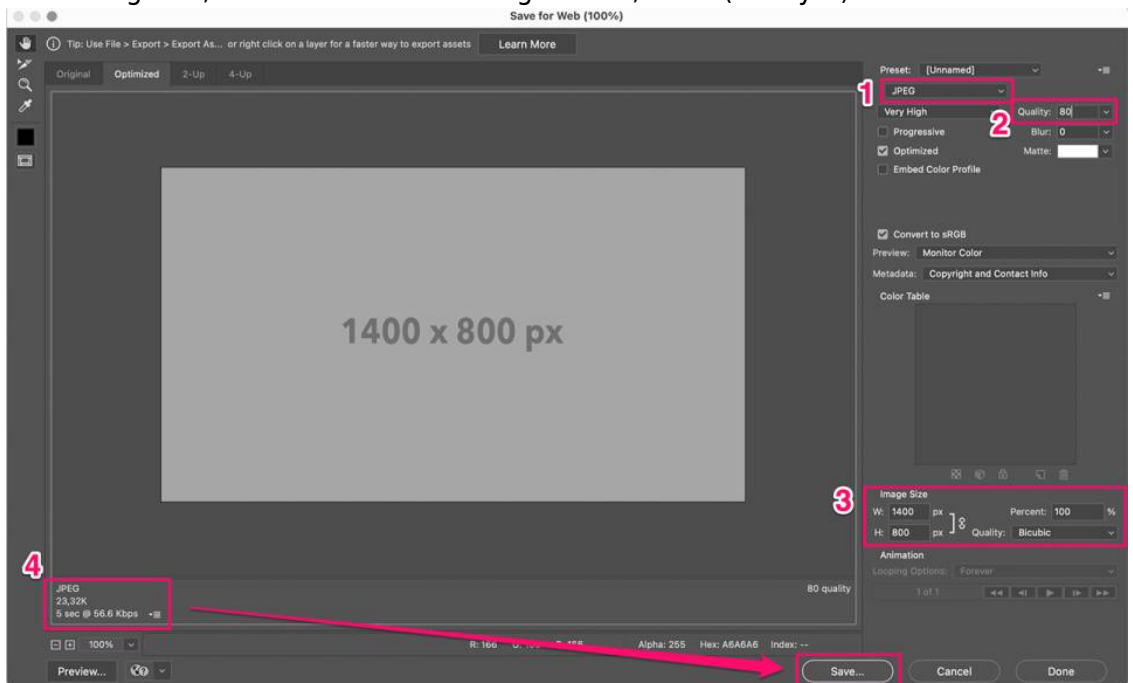 Save for Web (100%)
Tip: Use File > Export > Export As... or right click on a layer for a faster way to export assets Learn More
Original Optimized 2-Up 4-Up
Preset: [Unnamed]
1 JPEG
Very High 2 Quality: 80
Progressive Blur: 0
Optimized Matte:
Embed Color Profile
Convert to sRGB
Preview: Monitor Color
Metadata: Copyright and Contact Info
Color Table
1400 x 800 px
3 Image Size
W: 1400 px Percent: 100 %
H: 800 px Quality: Bicubic
Animation
Looping Options: Forever
1 of 1
4
JPEG 80 quality
23,32K
5 sec @ 56.6 Kbps
100% R: 166 Alpha: 255 Hex: A6A6A6 Index: --
Preview... Save... Cancel Done